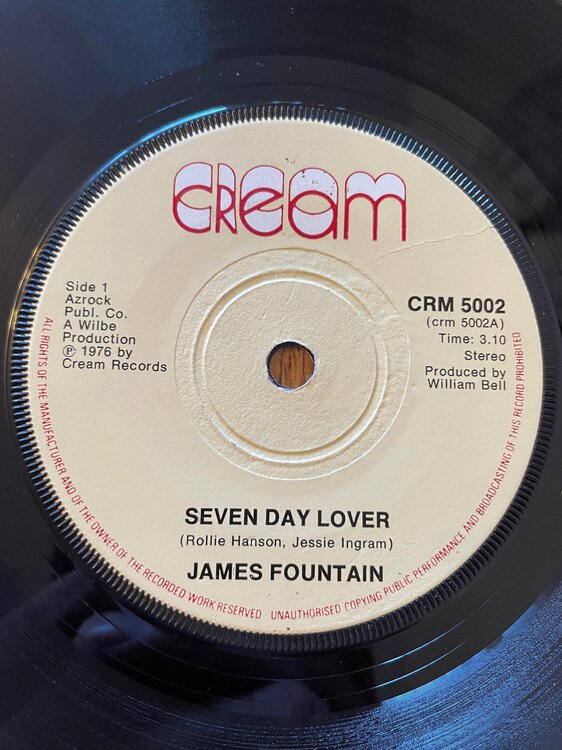 CREAM
Side 1
Azrock
Publ. Co.
A Wilbe
Production
℗ 1976 by
Cream Records
CRM 5002
(crm 5002A)
Time: 3.10
Stereo
Produced by
William Bell
SEVEN DAY LOVER
(Rollie Hanson, Jessie Ingram)
JAMES FOUNTAIN
ALL RIGHTS OF THE MANUFACTURER AND OF THE OWNER OF THE RECORDED WORK RESERVED · UNAUTHORISED COPYING PUBLIC PERFORMANCE AND BROADCASTING OF THIS RECORD PROHIBITED